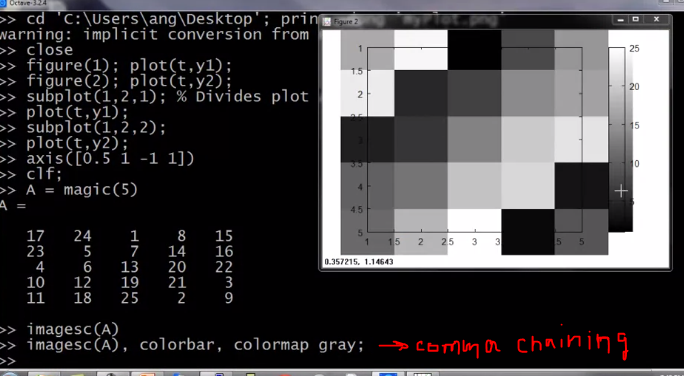 Octave-3.2.4
>> cd 'C:\Users\ang\Desktop'; prin
warning: implicit conversion from
>> close
>> figure(1); plot(t,y1);
>> figure(2); plot(t,y2);
>> subplot(1,2,1); % Divides plot
>> plot(t,y1);
>> subplot(1,2,2);
>> plot(t,y2);
>> axis([0.5 1 -1 1])
>> clf;
>> A = magic(5)
A =
17 24 1 8 15
23 5 7 14 16
4 6 13 20 22
10 12 19 21 3
11 18 25 2 9
>> imagesc(A)
>> imagesc(A), colorbar, colormap gray; → comma chaining
>>
Figure 2
1
1.5
2
2.5
3
3.5
4
4.5
5
1 1.5 2 2.5 3 3.5 4 5
25
20
15
10
5
0.357215, 1.14643